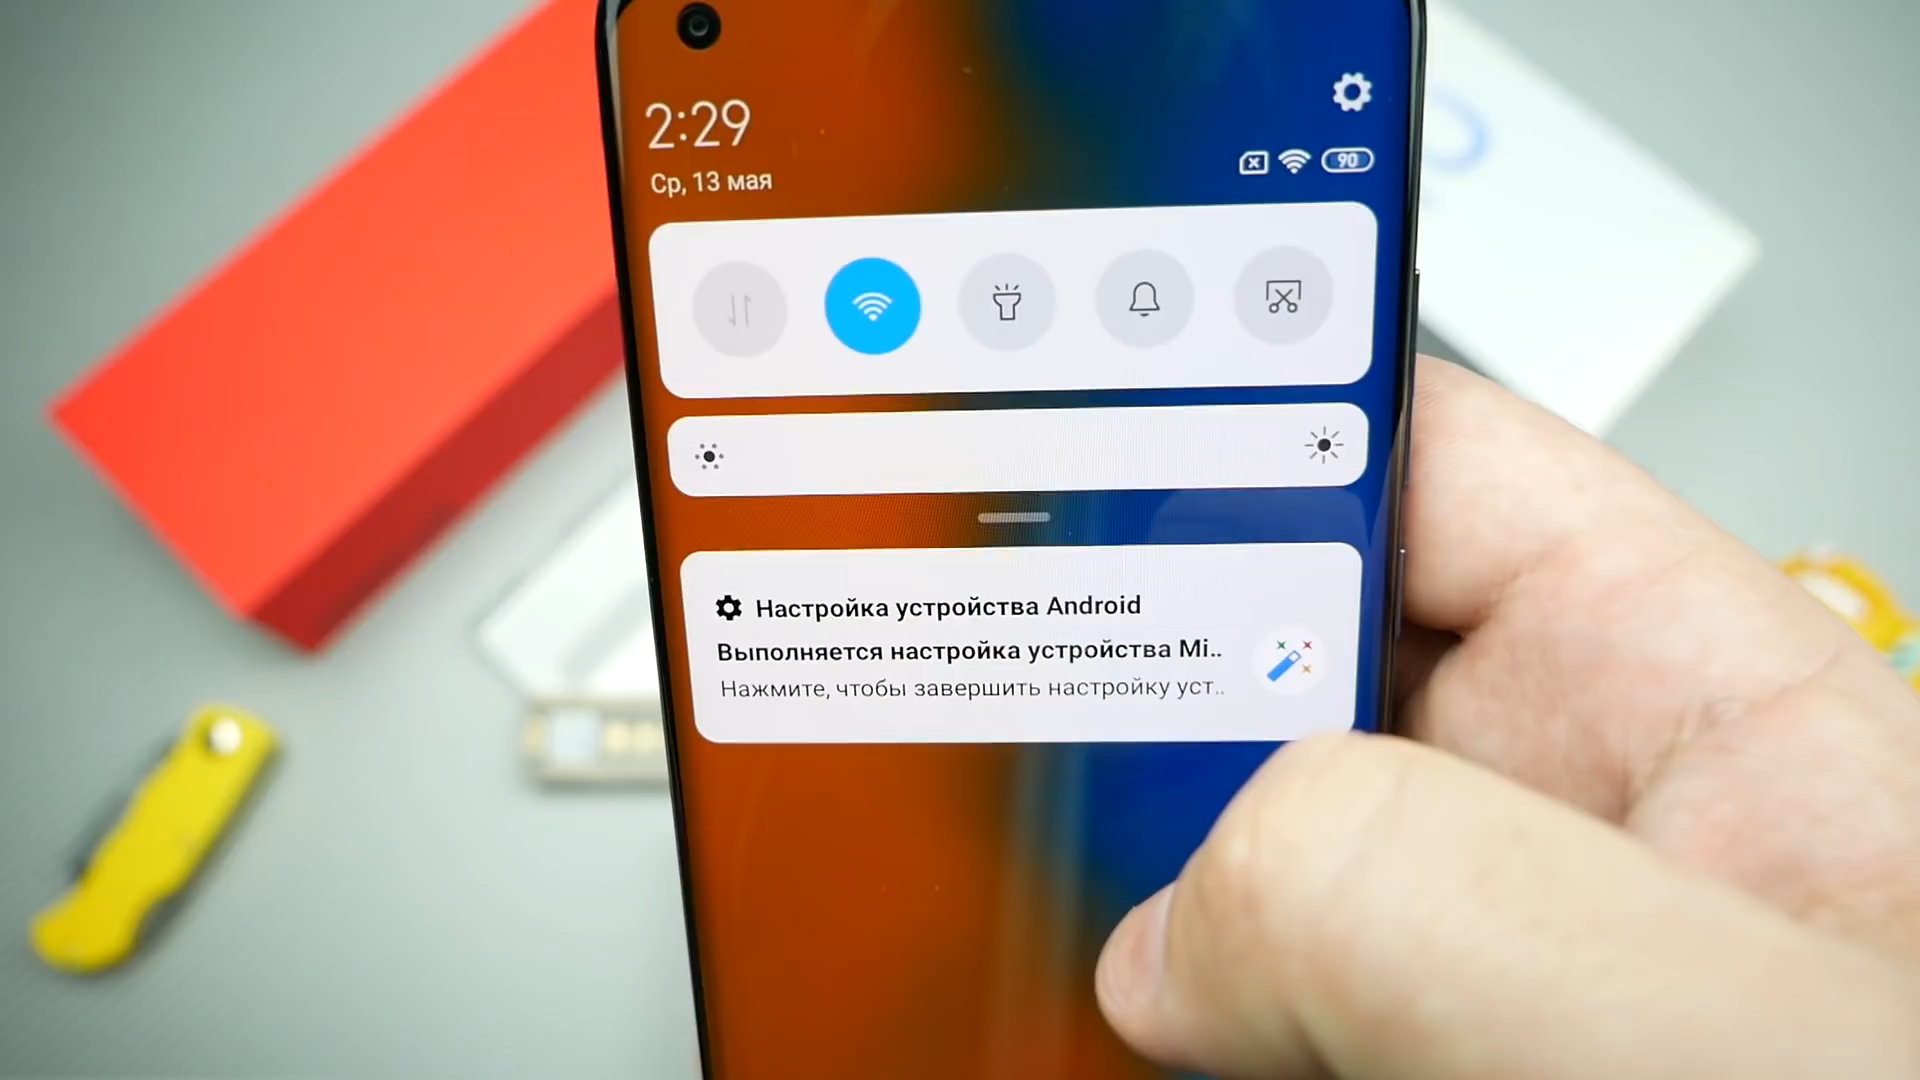 2:29
Ср, 13 мая
90
Настройка устройства Android
Выполняется настройка устройства Mi..
Нажмите, чтобы завершить настройку уст..